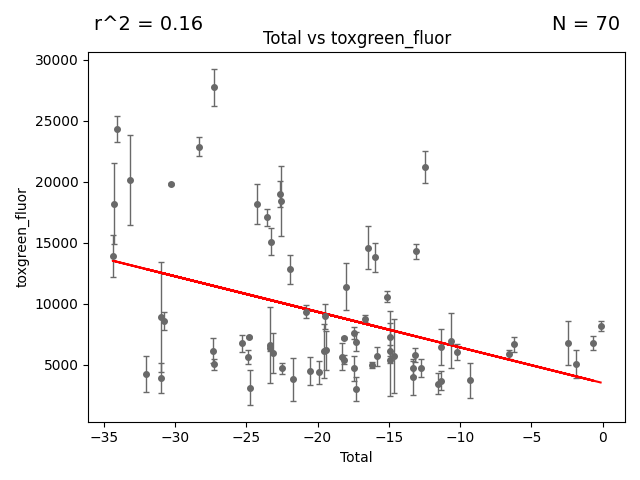 r^2 = 0.16
N = 70
Total vs toxgreen_fluor
30000
25000
20000
15000
10000
5000
toxgreen_fluor
−35
−30
−25
−20
−15
−10
−5
0
Total